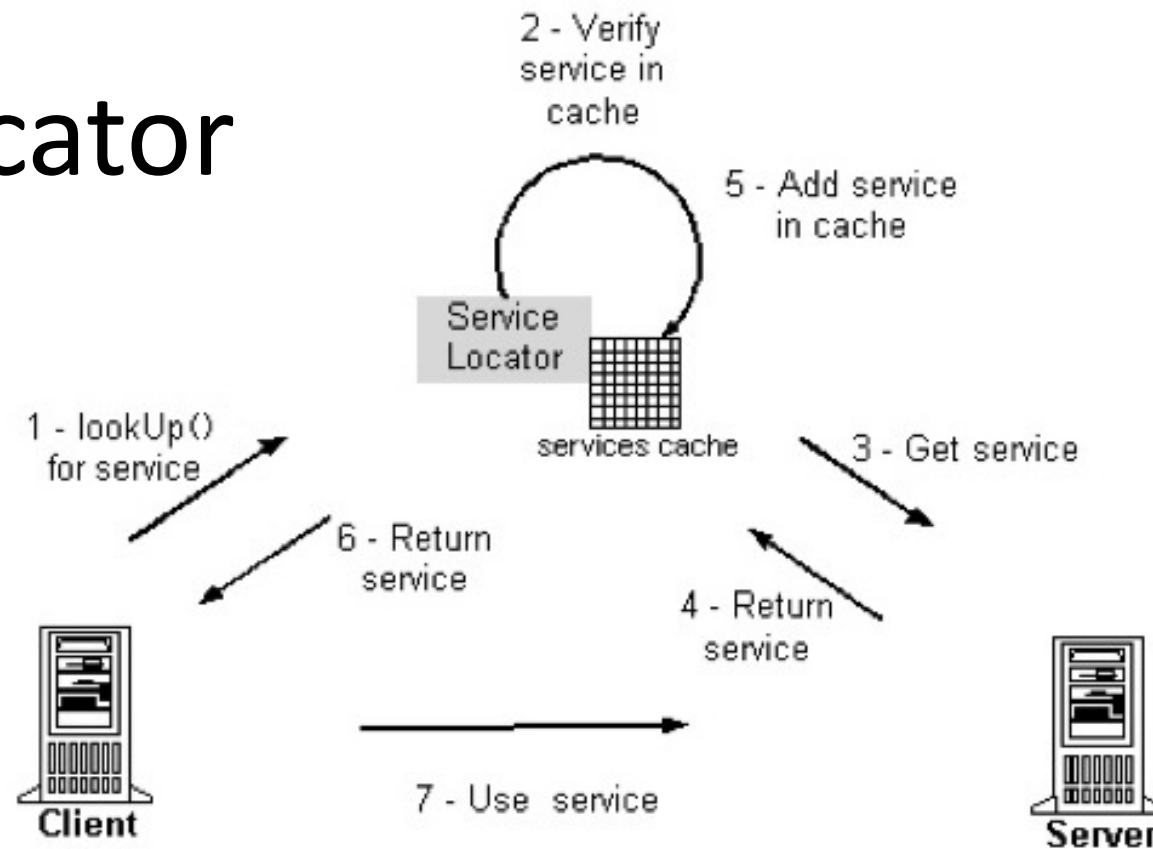 cator
2 - Verify
service in
cache
5 - Add service
in cache
Service
Locator
services cache
1 - lookUp()
for service
3 - Get service
6 - Return
service
4 - Return
service
7 - Use service
Client
Server